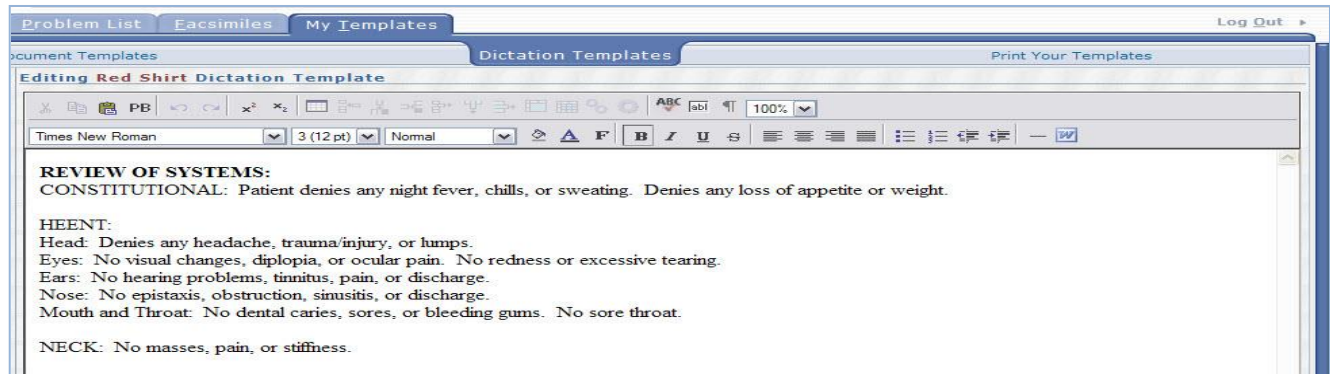 Problem List Facsimiles My Templates Log Out
ocument Templates Dictation Templates Print Your Templates
Editing Red Shirt Dictation Template
PB x² x₂ ABC ab ¶ 100%
Times New Roman 3 (12 pt) Normal A F B I U S W
REVIEW OF SYSTEMS:
CONSTITUTIONAL: Patient denies any night fever, chills, or sweating. Denies any loss of appetite or weight.
HEENT:
Head: Denies any headache, trauma/injury, or lumps.
Eyes: No visual changes, diplopia, or ocular pain. No redness or excessive tearing.
Ears: No hearing problems, tinnitus, pain, or discharge.
Nose: No epistaxis, obstruction, sinusitis, or discharge.
Mouth and Throat: No dental caries, sores, or bleeding gums. No sore throat.
NECK: No masses, pain, or stiffness.